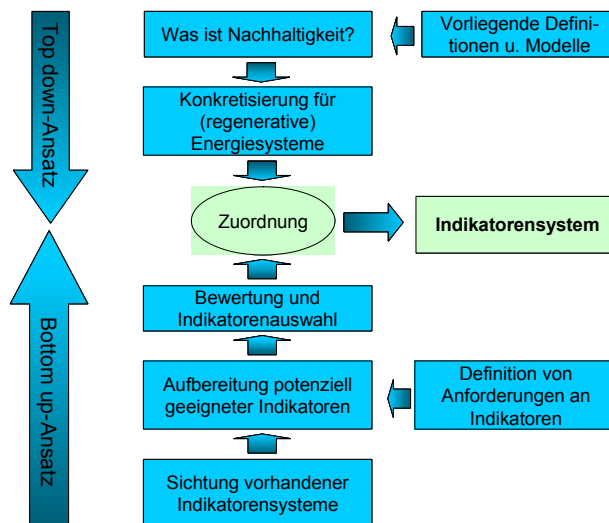 Top down-Ansatz
Was ist Nachhaltigkeit?
Vorliegende Defini-
tionen u. Modelle
Konkretisierung für
(regenerative)
Energiesysteme
Zuordnung
Indikatorensystem
Bottom up-Ansatz
Bewertung und
Indikatorenauswahl
Aufbereitung potenziell
geeigneter Indikatoren
Definition von
Anforderungen an
Indikatoren
Sichtung vorhandener
Indikatorensysteme